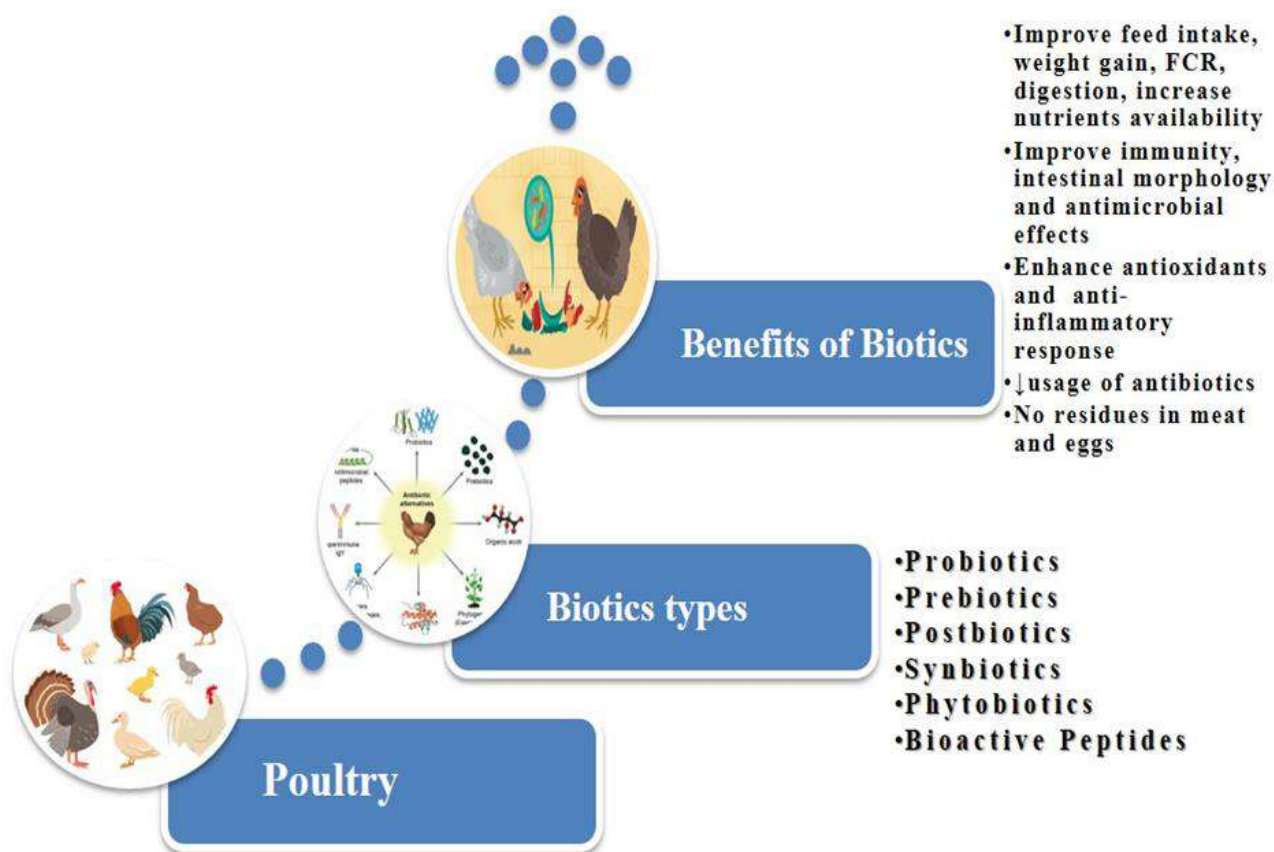 •Improve feed intake,
weight gain, FCR,
digestion, increase
nutrients availability
•Improve immunity,
intestinal morphology
and antimicrobial
effects
•Enhance antioxidants
and anti-
inflammatory
response
•↓usage of antibiotics
•No residues in meat
and eggs
Benefits of Biotics
Probiotics
Prebiotics
peptides
Antibiotic
alternatives
Organic acids
IgY
Biotics types
•Probiotics
•Prebiotics
•Postbiotics
•Synbiotics
•Phytobiotics
•Bioactive Peptides
Poultry